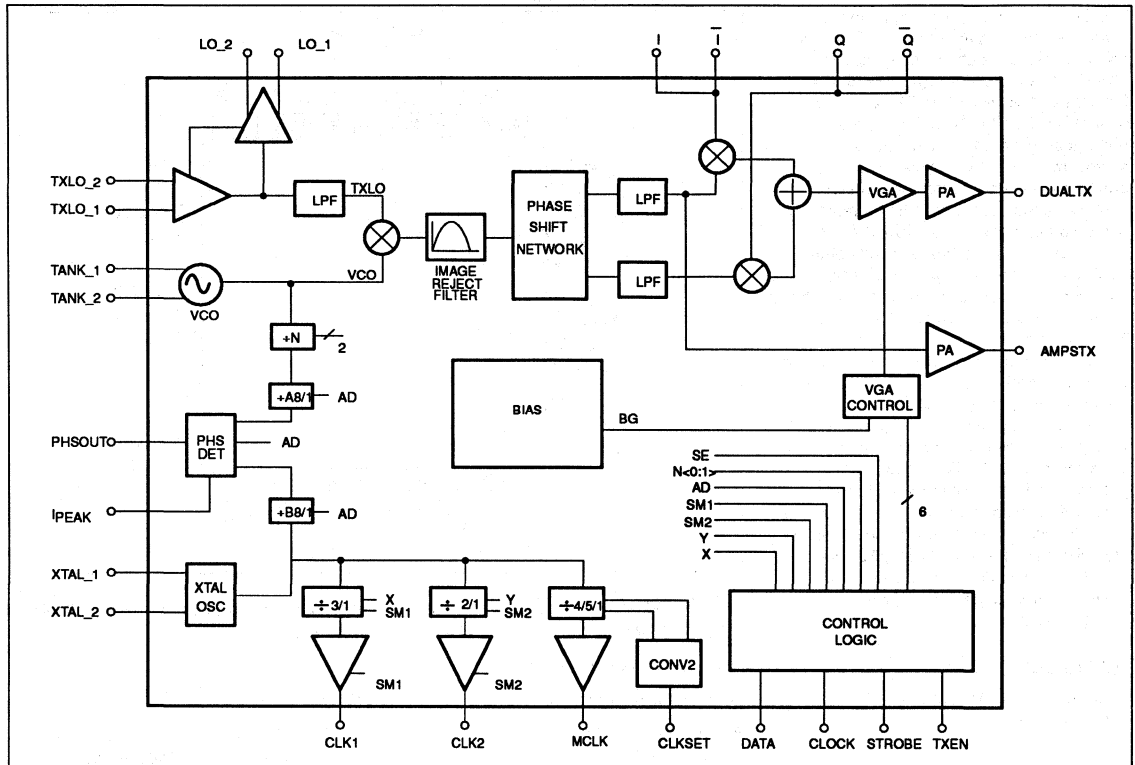 LO_2 LO_1
I I Q Q
TXLO_2
TXLO_1
LPF
TXLO
TANK_1
TANK_2
VCO
VCO
IMAGE
REJECT
FILTER
PHASE
SHIFT
NETWORK
LPF
LPF
VGA
PA
DUALTX
PA
AMPSTX
÷N
2
÷A8/1
AD
PHSOUT
PHS
DET
AD
IPEAK
÷B8/1
AD
BIAS
BG
VGA
CONTROL
6
SE
N<0:1>
AD
SM1
SM2
Y
X
XTAL_1
XTAL_2
XTAL
OSC
÷ 3/1
X
SM1
÷ 2/1
Y
SM2
÷4/5/1
SM1
SM2
CONV2
CONTROL
LOGIC
CLK1 CLK2 MCLK CLKSET DATA CLOCK STROBE TXEN